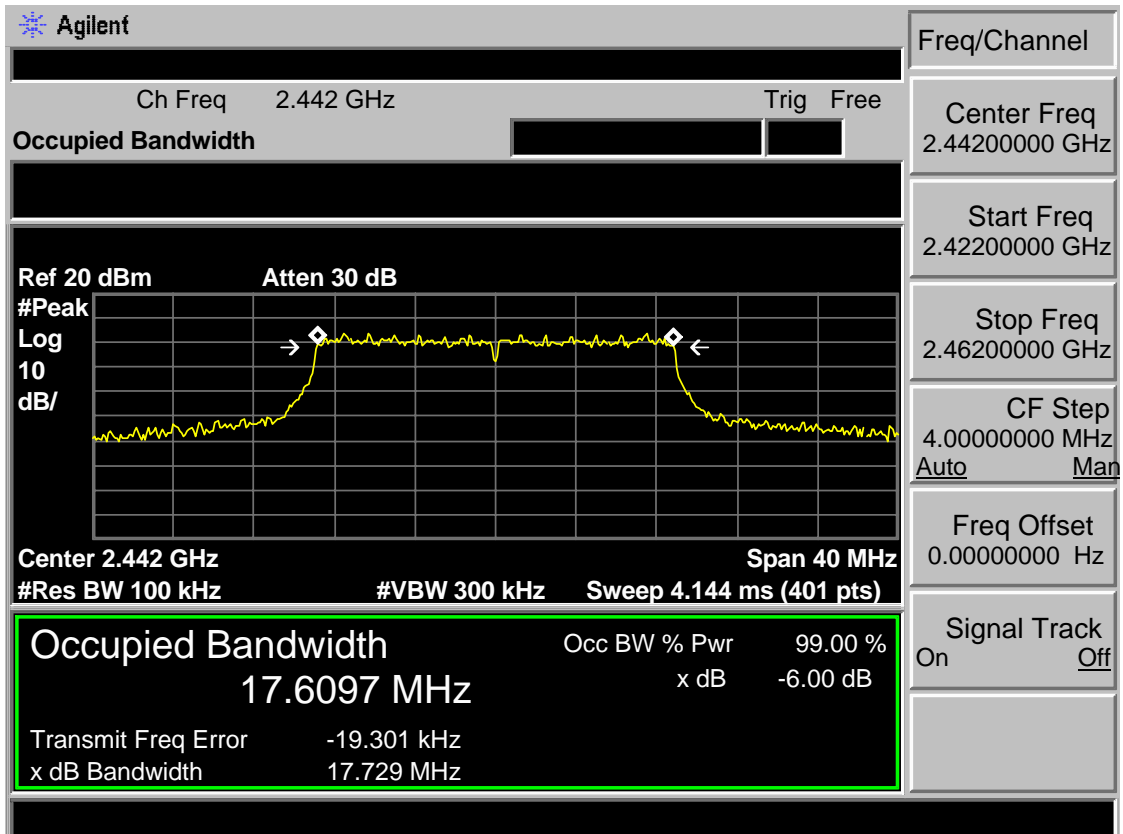 Agilent
Freq/Channel
Ch Freq 2.442 GHz Trig Free
Occupied Bandwidth
Center Freq
2.44200000 GHz
Start Freq
2.42200000 GHz
Stop Freq
2.46200000 GHz
CF Step
4.00000000 MHz
Auto Man
Freq Offset
0.00000000 Hz
Signal Track
On Off
Ref 20 dBm Atten 30 dB
#Peak
Log
10
dB/
Center 2.442 GHz Span 40 MHz
#Res BW 100 kHz #VBW 300 kHz Sweep 4.144 ms (401 pts)
Occupied Bandwidth Occ BW % Pwr 99.00 %
17.6097 MHz x dB -6.00 dB
Transmit Freq Error -19.301 kHz
x dB Bandwidth 17.729 MHz